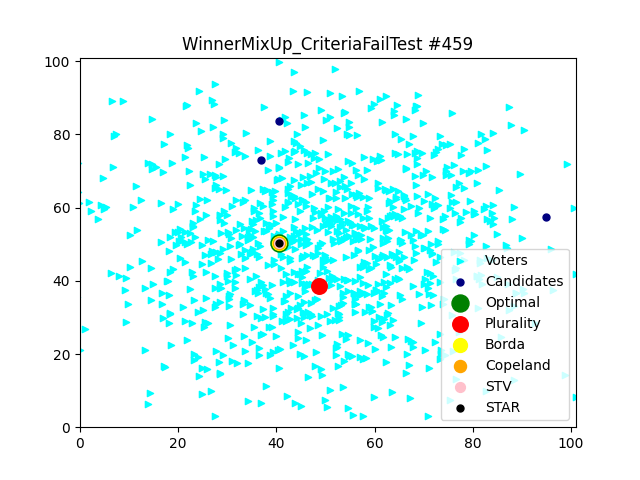 WinnerMixUp_CriteriaFailTest #459
100
80
60
40
20
0
0
20
40
60
80
100
Voters
Candidates
Optimal
Plurality
Borda
Copeland
STV
STAR